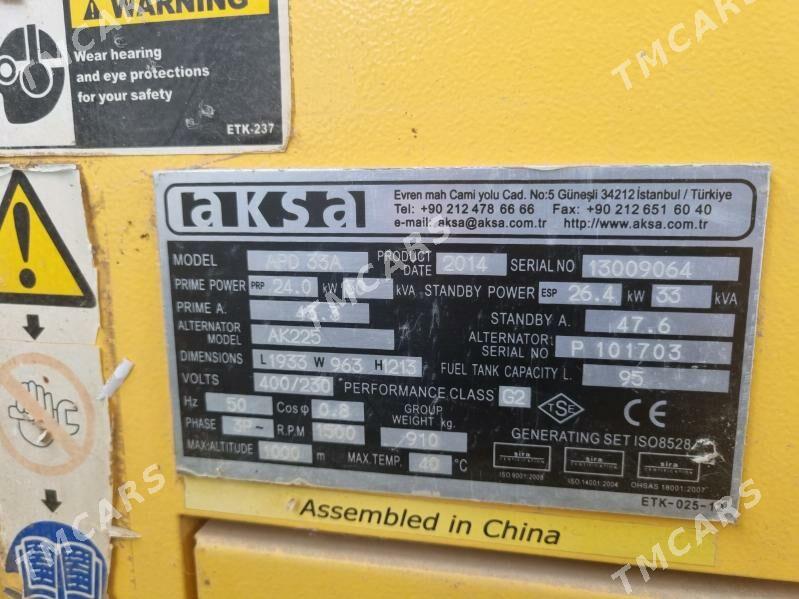 WARNING
Wear hearing
and eye protections
for your safety
ETK-237
aksa
Evren mah Cami yolu Cad. No:5 Güneşli 34212 İstanbul / Türkiye
Tel: +90 212 478 66 66 Fax: +90 212 651 60 40
e-mail: aksa@aksa.com.tr http://www.aksa.com.tr
MODEL APD 33A PRODUCT DATE 2014 SERIAL NO 13009064
PRIME POWER PRP 24.0 kW kVA STANDBY POWER ESP 26.4 kW 33 kVA
PRIME A. STANDBY A. 47.6
ALTERNATOR MODEL AK225 ALTERNATOR SERIAL NO P 101703
DIMENSIONS L 1933 W 963 H 1213 FUEL TANK CAPACITY L. 95
VOLTS 400/230 PERFORMANCE CLASS G2 TSE CE
Hz 50 Cos φ 0.8 GROUP WEIGHT kg. 910
GENERATING SET ISO8528
PHASE 3P~ R.P.M 1500
MAX.ALTITUDE 1000 m MAX.TEMP. 40 °C
sira CERTIFICATION sira CERTIFICATION sira CERTIFICATION
ISO 9001:2008 ISO 14001:2004 OHSAS 18001:2007
ETK-025-1
Assembled in China
TMCARS
TMCARS
TMCARS
TMCARS
TMCARS
TMCARS